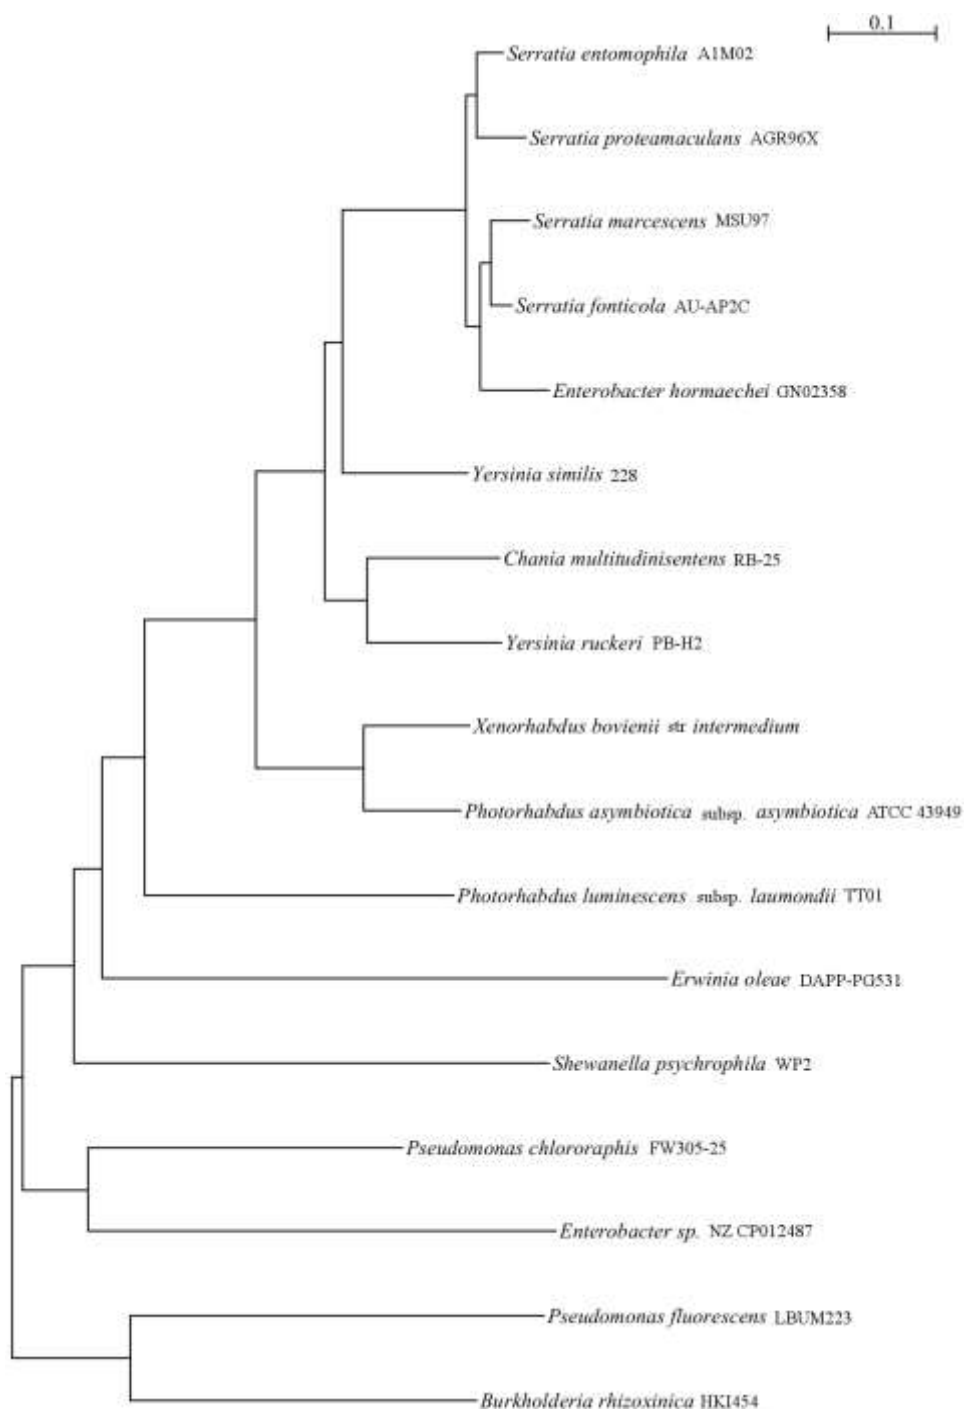 0.1
Serratia entomophila A1M02
Serratia proteamaculans AGR96X
Serratia marcescens MSU97
Serratia fonticola AU-AP2C
Enterobacter hormaechei GN02358
Yersinia similis 228
Chania multitudinisentens RB-25
Yersinia ruckeri PB-H2
Xenorhabdus bovienii str intermedium
Photorhabdus asymbiotica subsp. asymbiotica ATCC 43949
Photorhabdus luminescens subsp. laumondii TT01
Erwinia oleae DAPP-PG531
Shewanella psychrophila WP2
Pseudomonas chlororaphis FW305-25
Enterobacter sp. NZ CP012487
Pseudomonas fluorescens LBUM223
Burkholderia rhizoxinica HKI454